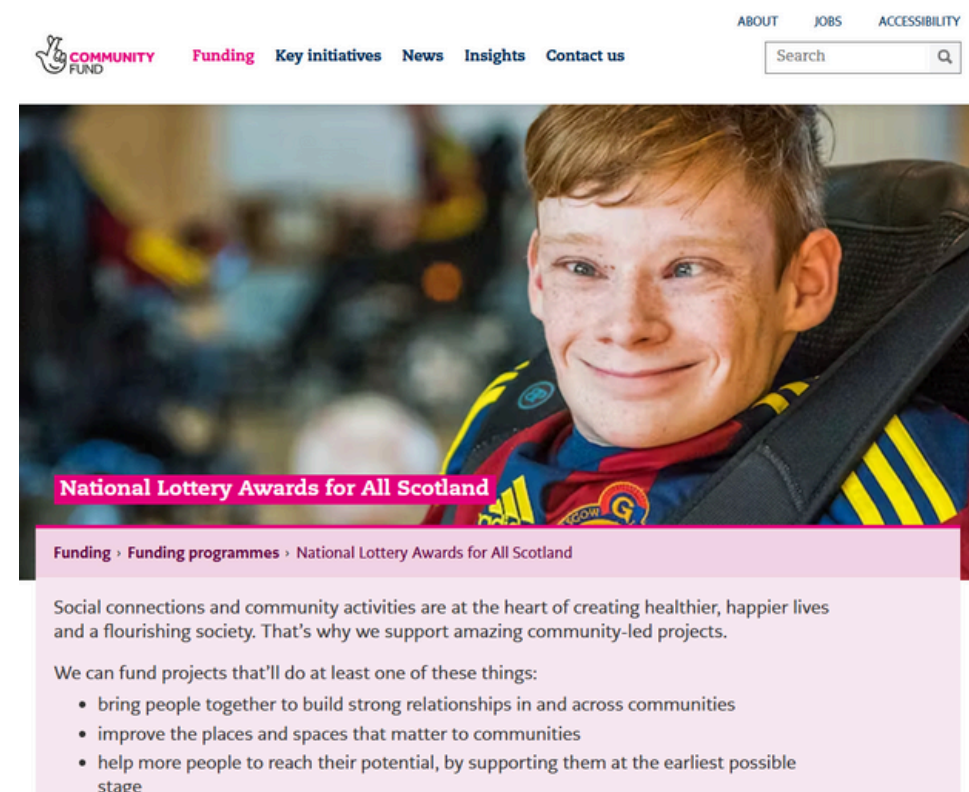 ABOUT JOBS ACCESSIBILITY
COMMUNITY
FUND
Funding Key initiatives News Insights Contact us
Search
National Lottery Awards for All Scotland
Funding › Funding programmes › National Lottery Awards for All Scotland
Social connections and community activities are at the heart of creating healthier, happier lives
and a flourishing society. That’s why we support amazing community-led projects.
We can fund projects that’ll do at least one of these things:
• bring people together to build strong relationships in and across communities
• improve the places and spaces that matter to communities
• help more people to reach their potential, by supporting them at the earliest possible
stage